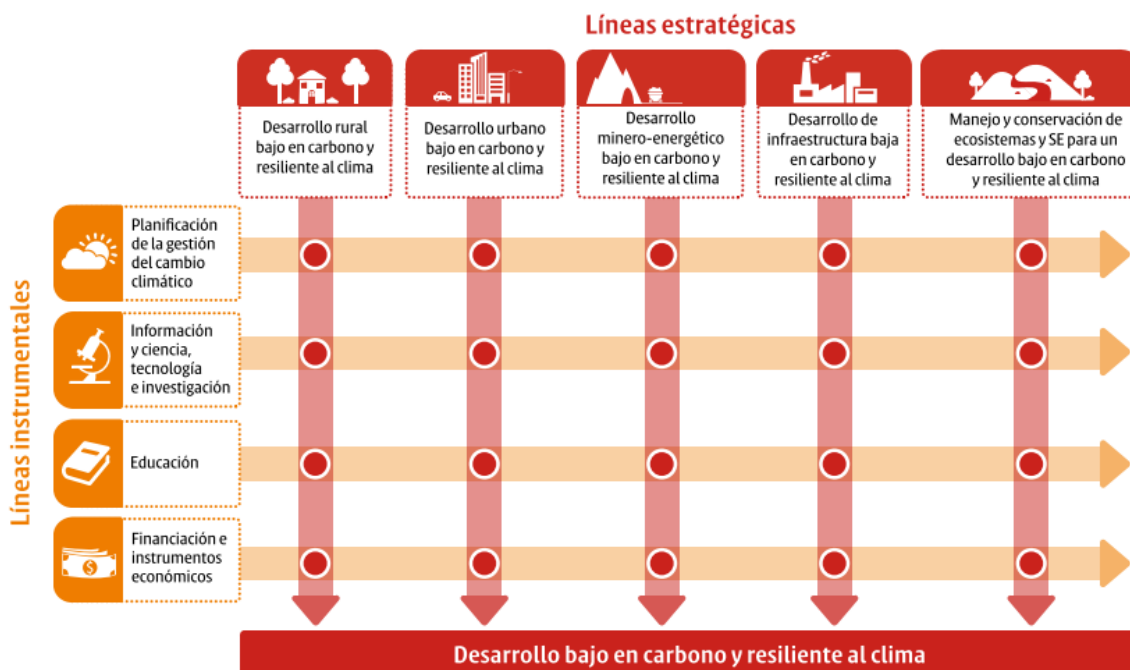 Líneas estratégicas
Desarrollo rural
bajo en carbono y
resiliente al clima
Desarrollo urbano
bajo en carbono y
resiliente al clima
Desarrollo
minero-energético
bajo en carbono y
resiliente al clima
Desarrollo de
infraestructura baja
en carbono y
resiliente al clima
Manejo y conservación de
ecosistemas y SE para un
desarrollo bajo en carbono
y resiliente al clima
Líneas instrumentales
Planificación
de la gestión
del cambio
climático
Información
y ciencia,
tecnología
e investigación
Educación
Financiación e
instrumentos
económicos
$
Desarrollo bajo en carbono y resiliente al clima